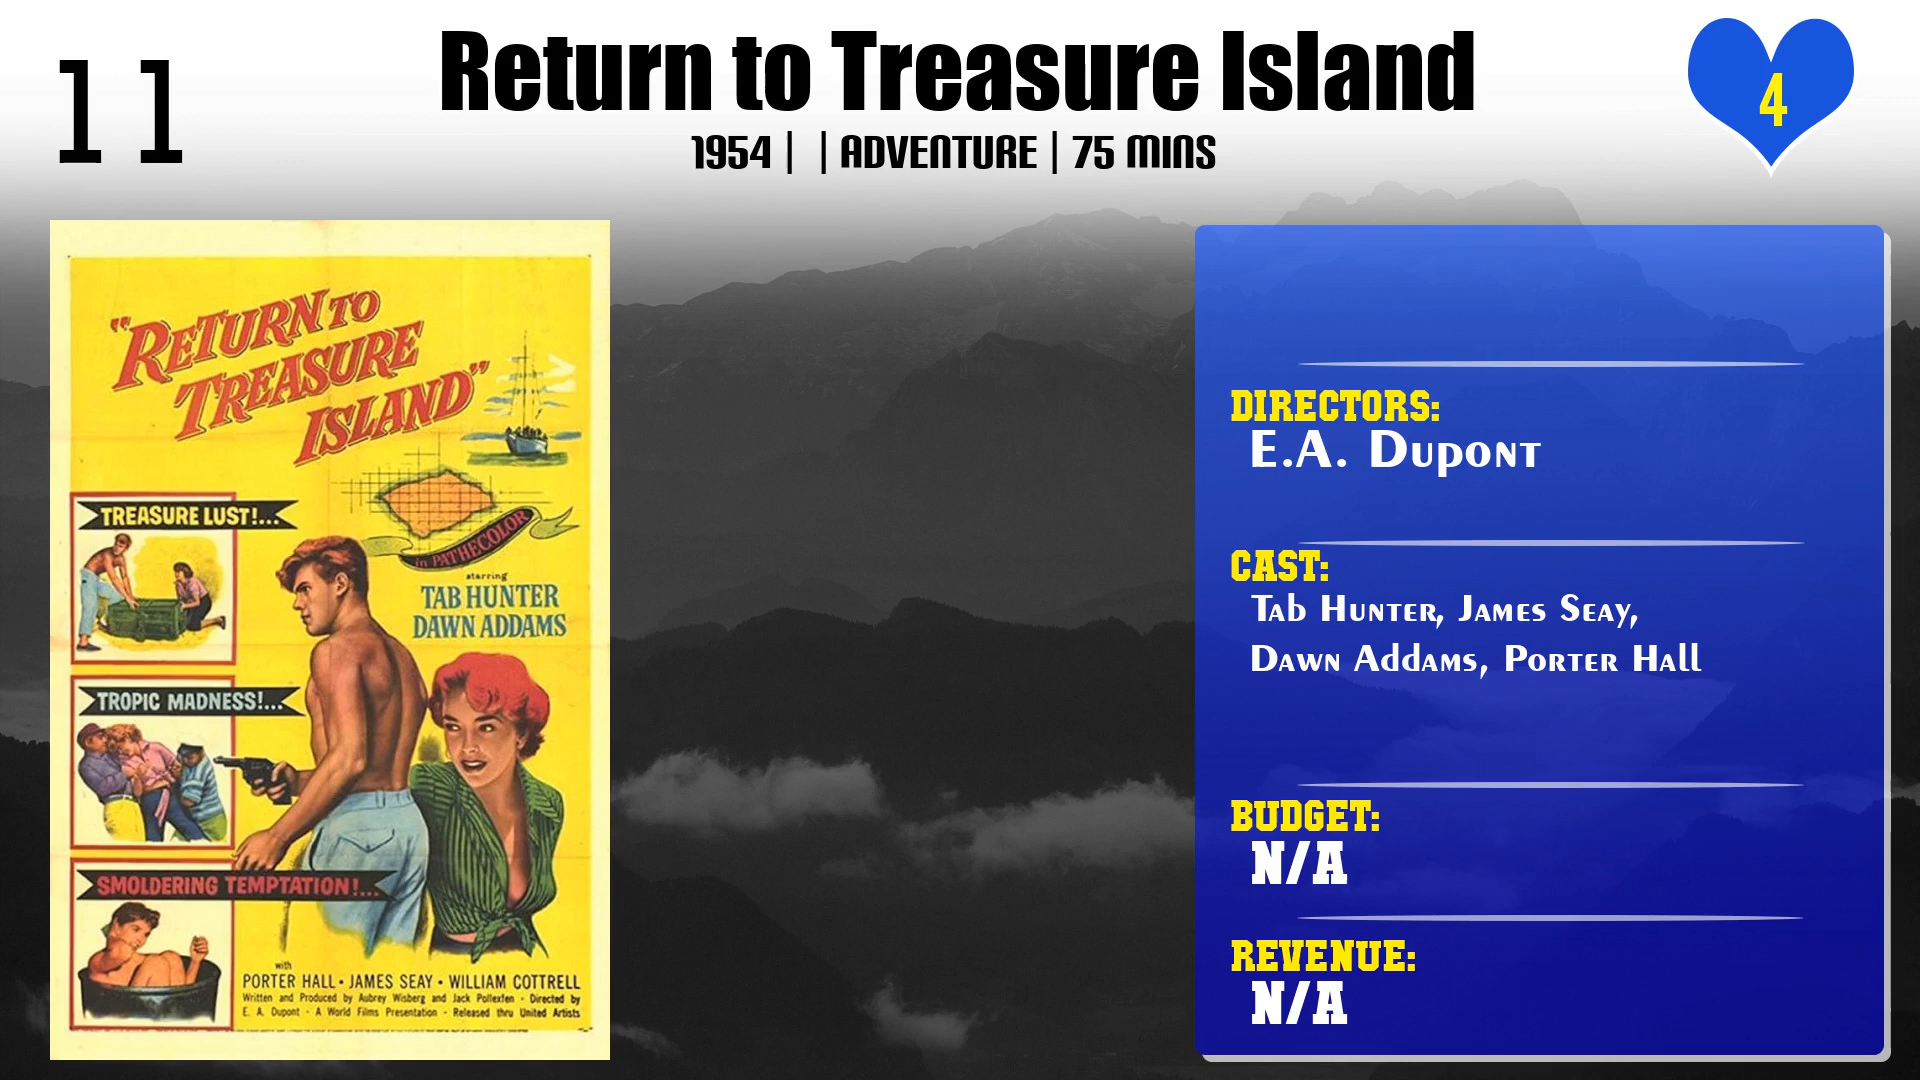 11
Return to Treasure Island
4
1954 | | ADVENTURE | 75 MINS
"RETURN TO
TREASURE
ISLAND"
TREASURE LUST!...
in PATHECOLOR
starring
TAB HUNTER
DAWN ADDAMS
TROPIC MADNESS!...
SMOLDERING TEMPTATION!...
with
PORTER HALL • JAMES SEAY • WILLIAM COTTRELL
Written and Produced by Aubrey Wisberg and Jack Pollexfen • Directed by
E. A. Dupont • A World Films Presentation • Released thru United Artists
DIRECTORS:
E.A. Dupont
CAST:
Tab Hunter, James Seay,
Dawn Addams, Porter Hall
BUDGET:
N/A
REVENUE:
N/A